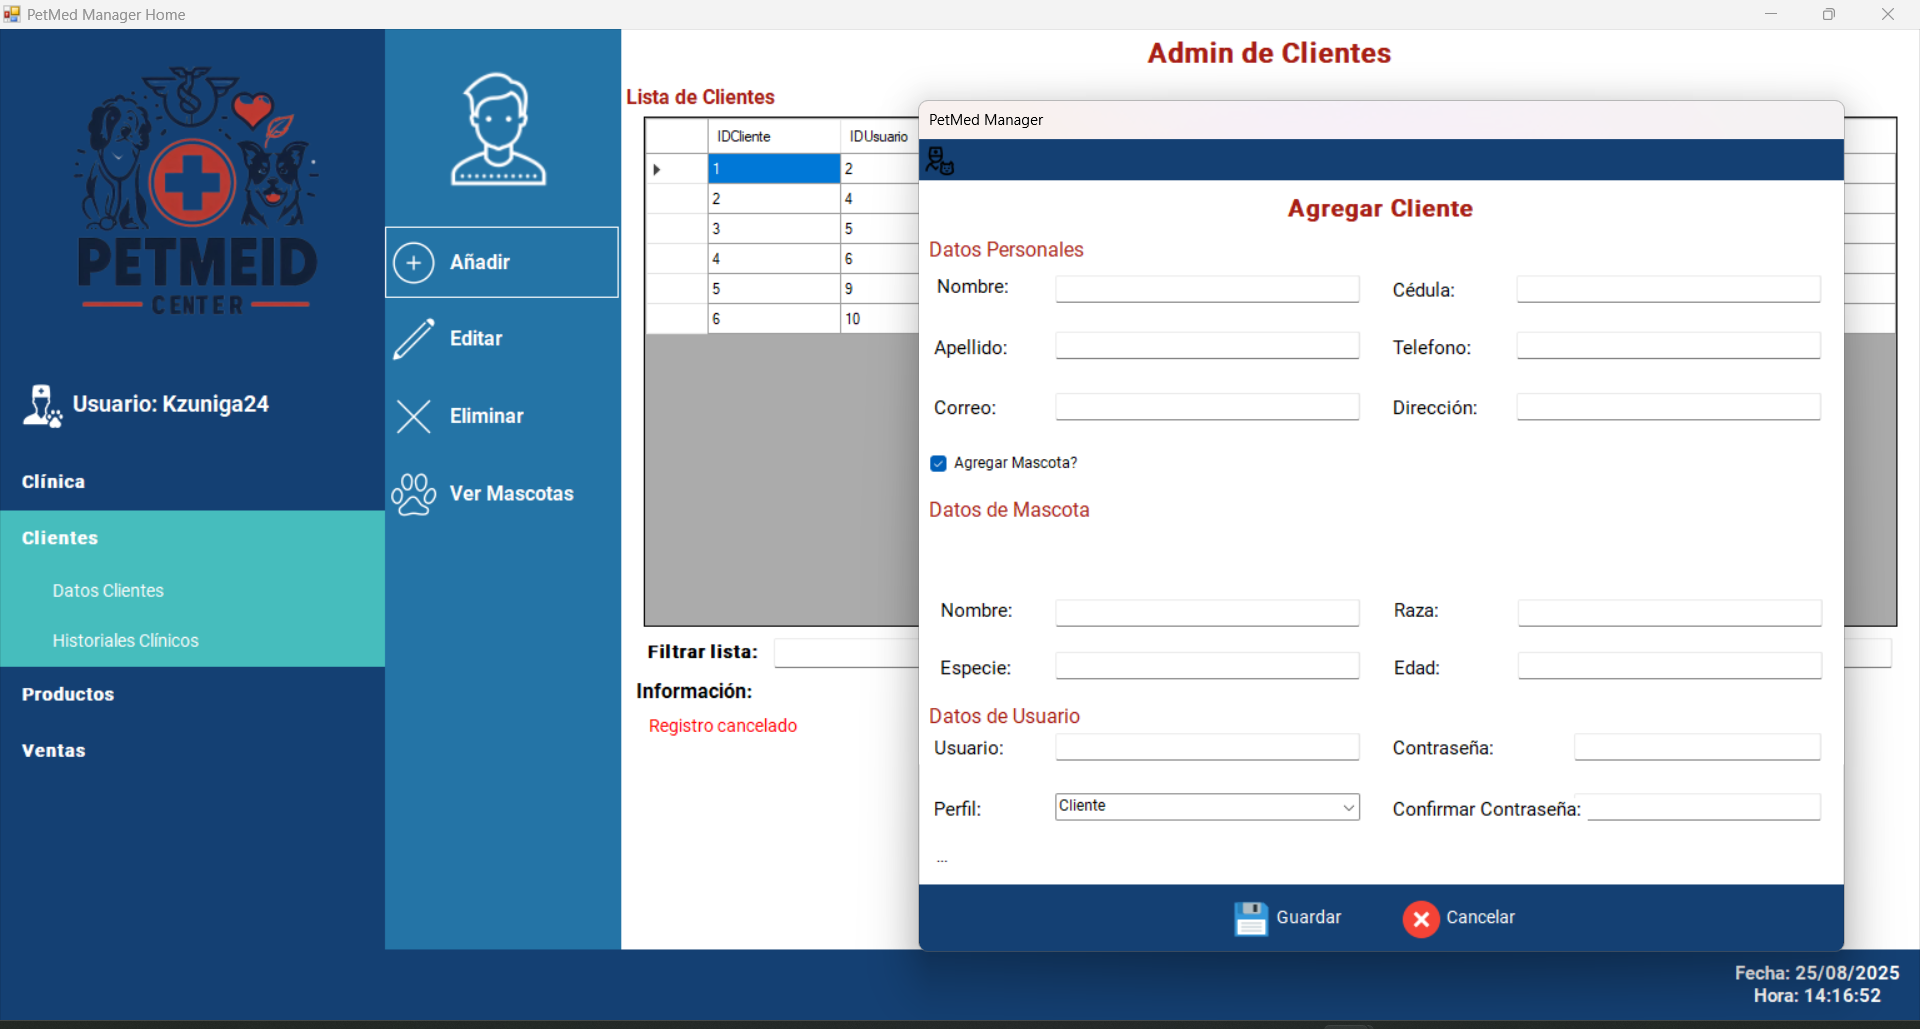 PetMed Manager Home
PETMEID
CENTER
Usuario: Kzuniga24
Clínica
Clientes
Datos Clientes
Historiales Clínicos
Productos
Ventas
Añadir
Editar
Eliminar
Ver Mascotas
Admin de Clientes
Lista de Clientes
IDCliente IDUsuario
1 2
2 4
3 5
4 6
5 9
6 10
Filtrar lista:
Información:
Registro cancelado
PetMed Manager
Agregar Cliente
Datos Personales
Nombre: Cédula:
Apellido: Telefono:
Correo: Dirección:
Agregar Mascota?
Datos de Mascota
Nombre: Raza:
Especie: Edad:
Datos de Usuario
Usuario: Contraseña:
Perfil: Cliente Confirmar Contraseña:
...
Guardar Cancelar
Fecha: 25/08/2025
Hora: 14:16:52